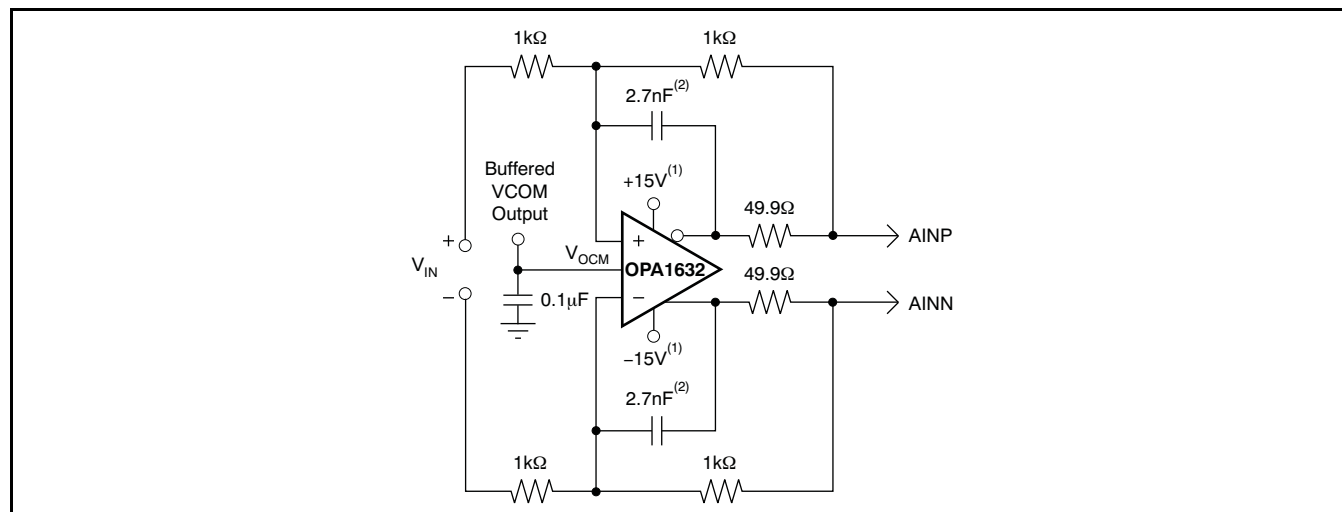 1kΩ
1kΩ
2.7nF(2)
Buffered
VCOM
Output
+15V(1)
49.9Ω
+
AINP
+
VIN
VOCM
OPA1632
49.9Ω
−
−
0.1μF
AINN
−15V(1)
2.7nF(2)
1kΩ
1kΩ